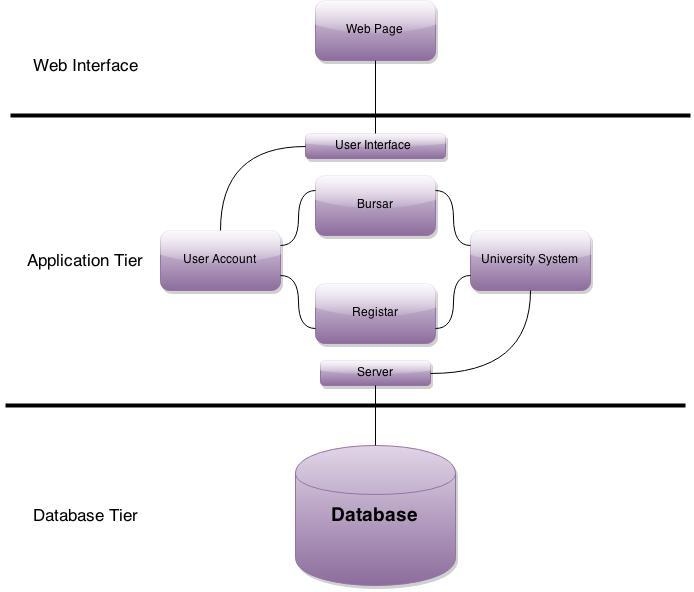 Web Page
Web Interface
User Interface
Bursar
User Account
University System
Application Tier
Registar
Server
Database
Database Tier